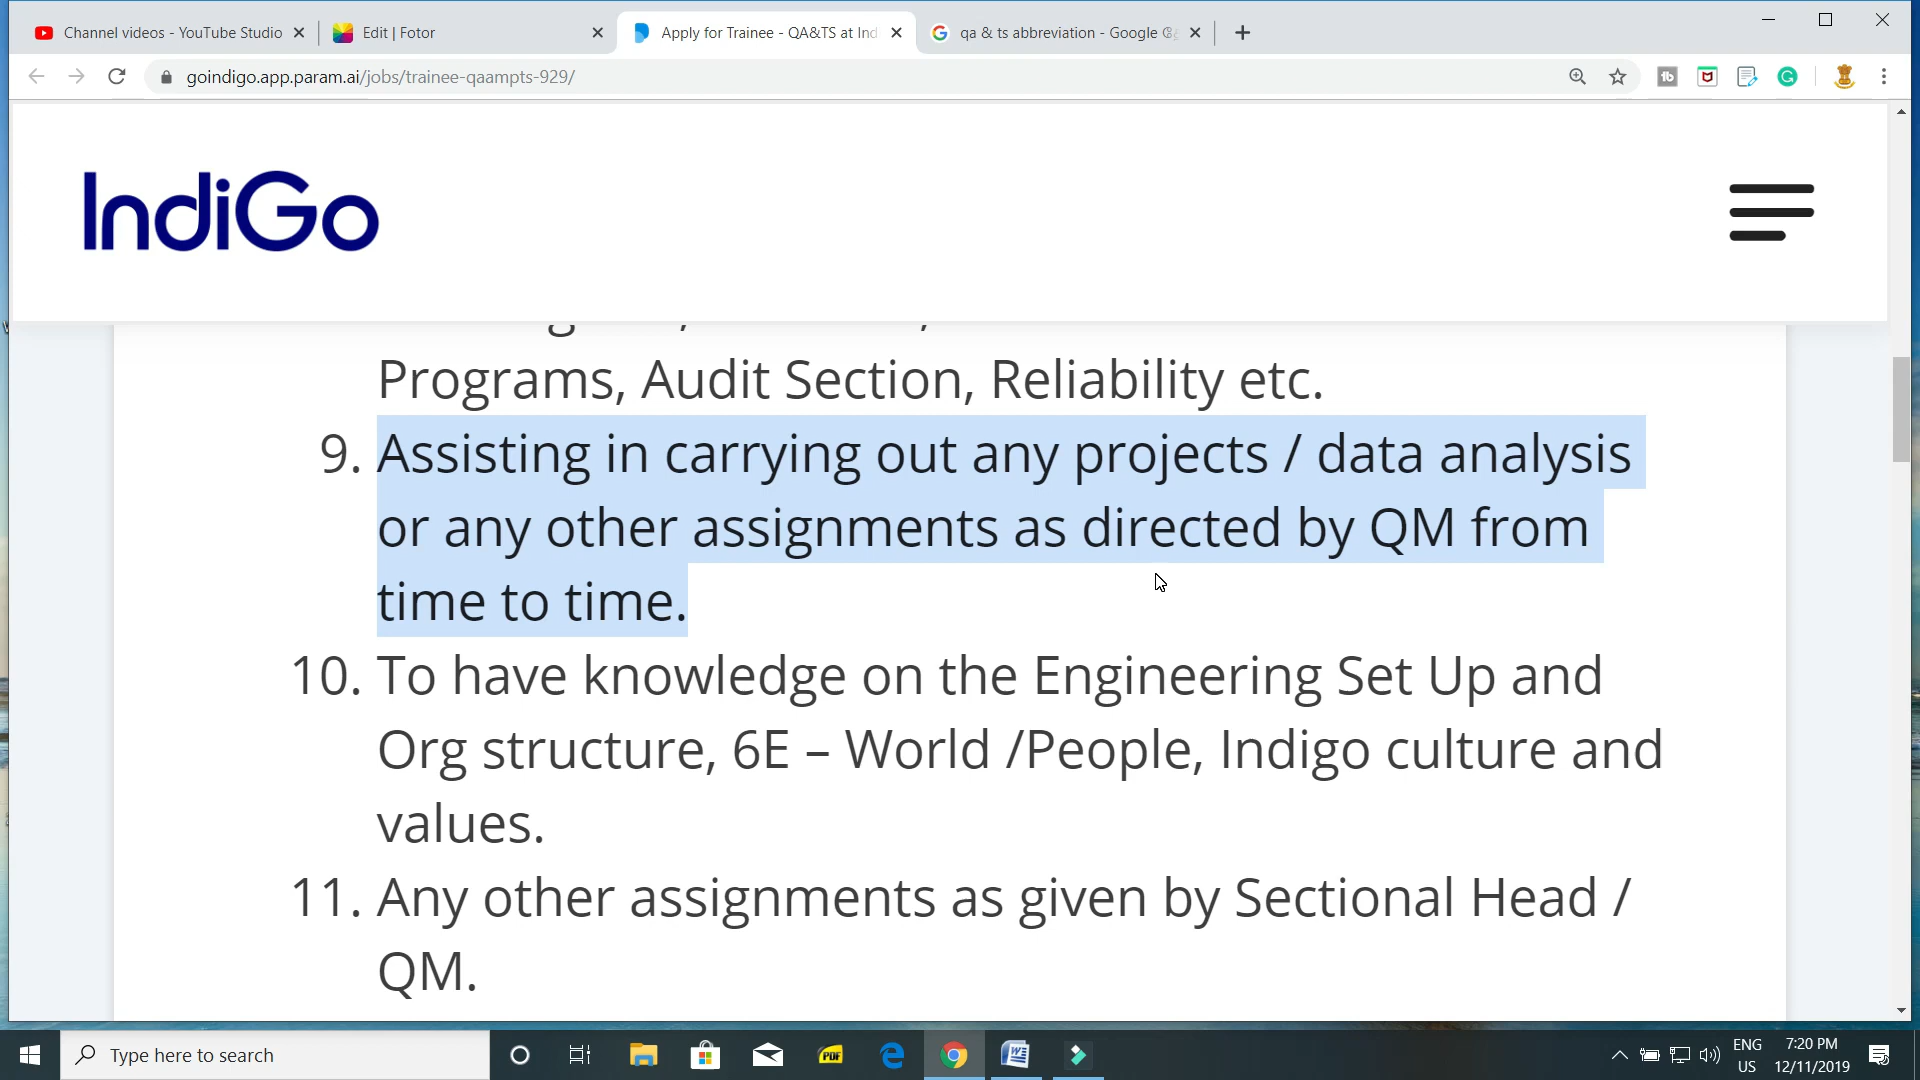 Channel videos - YouTube Studio
Edit | Fotor
Apply for Trainee - QA&TS at Ind
qa & ts abbreviation - Google
goindigo.app.param.ai/jobs/trainee-qaampts-929/
IndiGo
Programs, Audit Section, Reliability etc.
9. Assisting in carrying out any projects / data analysis
or any other assignments as directed by QM from
time to time.
10. To have knowledge on the Engineering Set Up and
Org structure, 6E – World /People, Indigo culture and
values.
11. Any other assignments as given by Sectional Head /
QM.
Type here to search
PDF
ENG
US
7:20 PM
12/11/2019